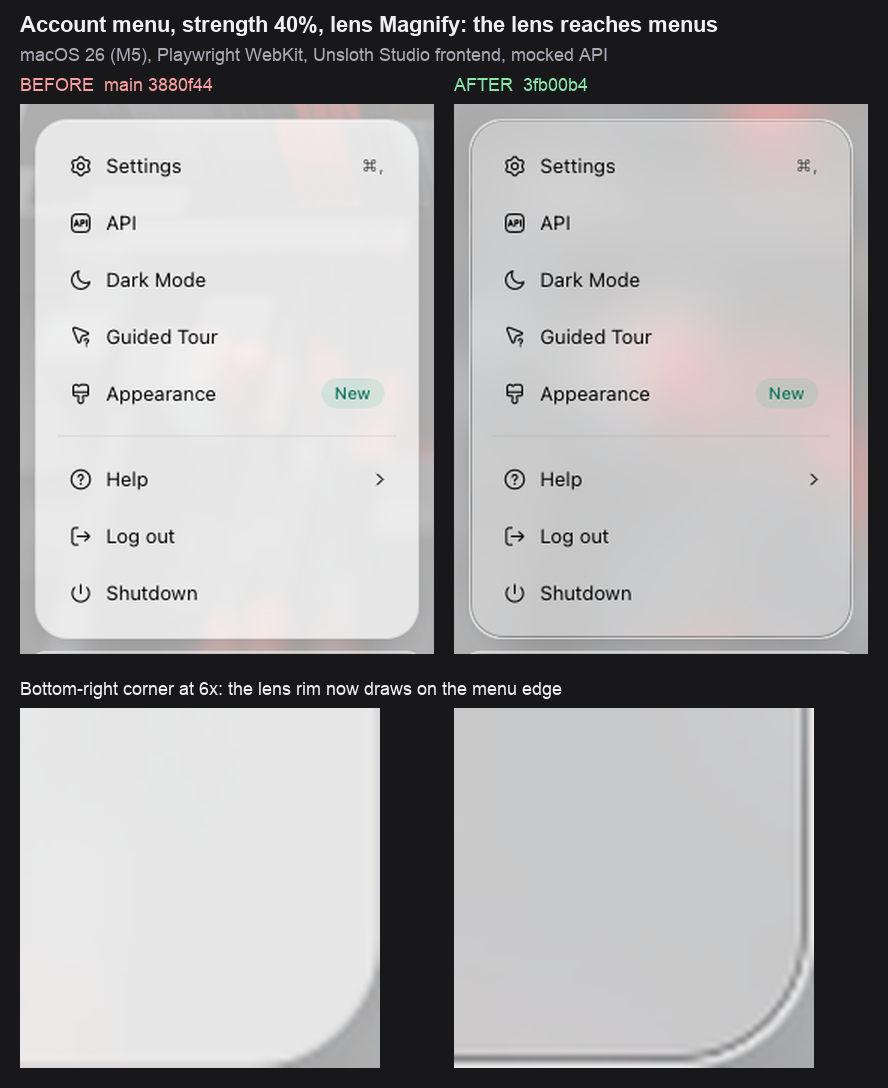 Account menu, strength 40%, lens Magnify: the lens reaches menus
macOS 26 (M5), Playwright WebKit, Unsloth Studio frontend, mocked API
BEFORE main 3880f44
AFTER 3fb00b4
Settings ⌘,
API API
Dark Mode
Guided Tour
Appearance New
Help
Log out
Shutdown
Settings ⌘,
API API
Dark Mode
Guided Tour
Appearance New
Help
Log out
Shutdown
Bottom-right corner at 6x: the lens rim now draws on the menu edge